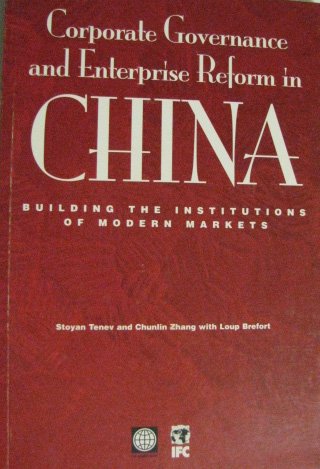 Corporate Governance
and Enterprise Reform in
CHINA
BUILDING THE INSTITUTIONS
OF MODERN MARKETS
Stoyan Tenev and Chunlin Zhang with Loup Brefort
IFC